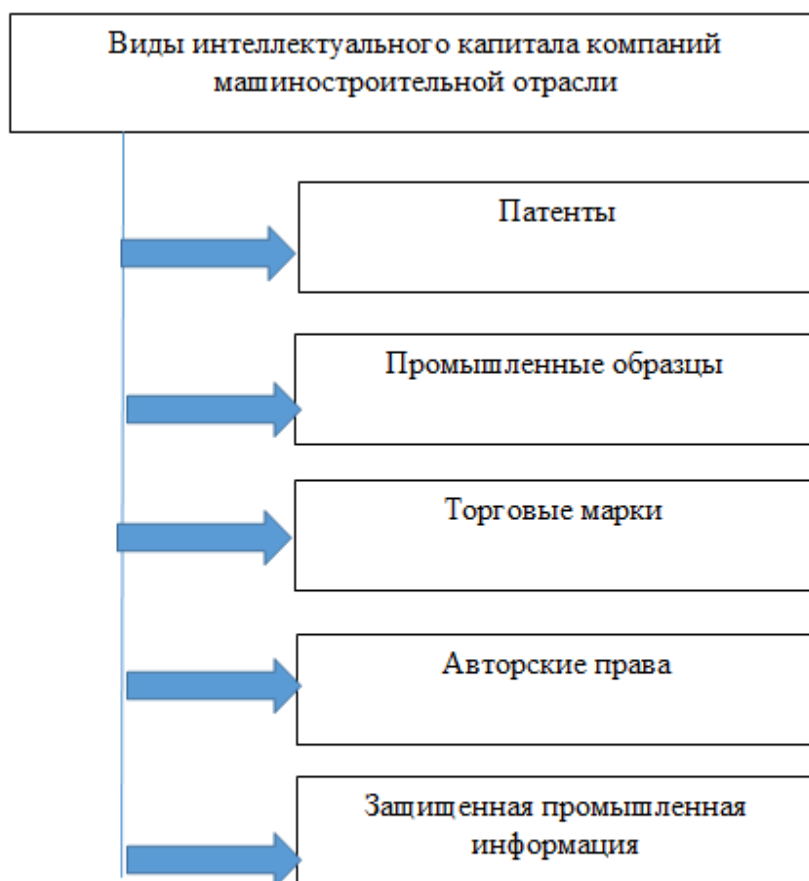 Виды интеллектуального капитала компаний
машиностроительной отрасли
Патенты
Промышленные образцы
Торговые марки
Авторские права
Защищенная промышленная
информация